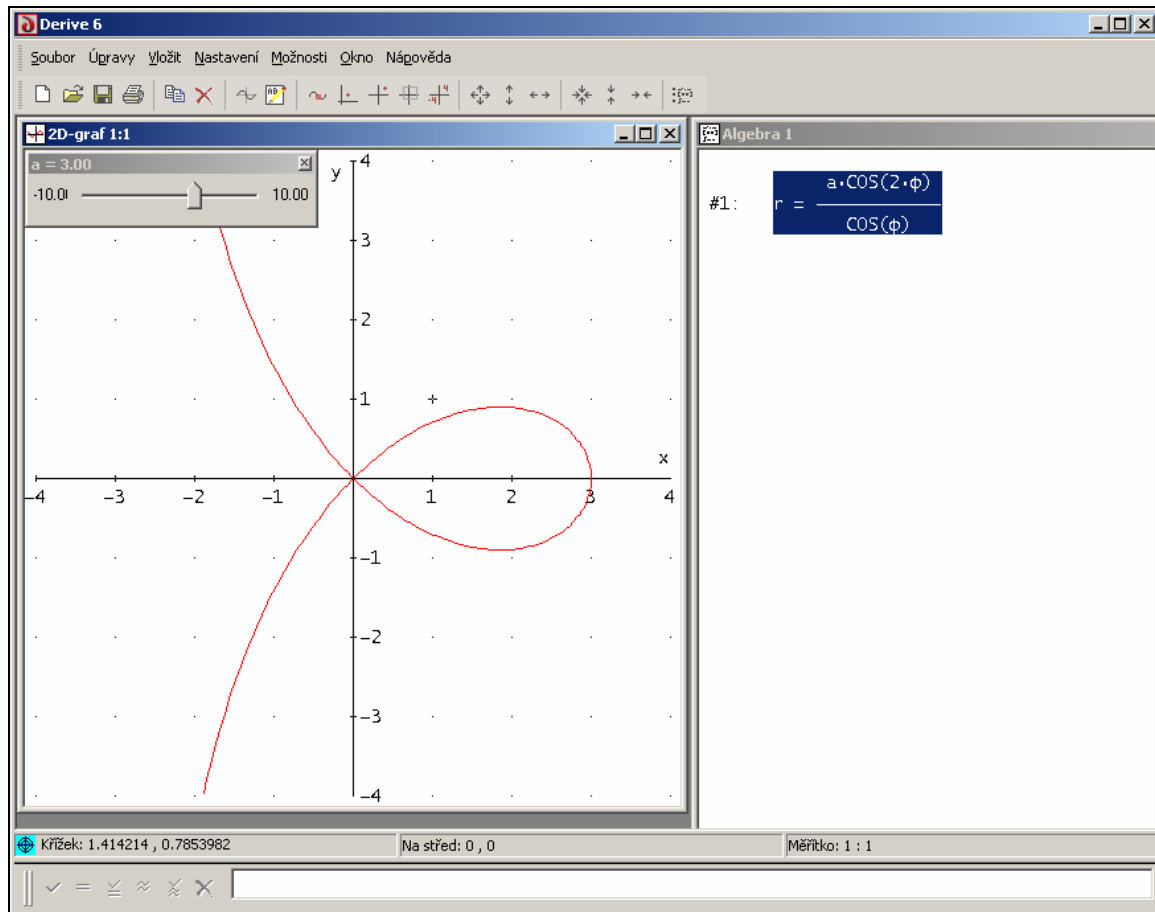 Derive 6
Soubor Úpravy Vložit Nastavení Možnosti Okno Nápověda
2D-graf 1:1
a = 3.00
-10.0 10.00
y
4
3
2
1
x
-4 -3 -2 -1 1 2 3 4
-1
-2
-3
-4
Algebra 1
#1: r = a·COS(2·φ)
COS(φ)
Křížek: 1.414214 , 0.7853982 Na střed: 0 , 0 Měřítko: 1 : 1